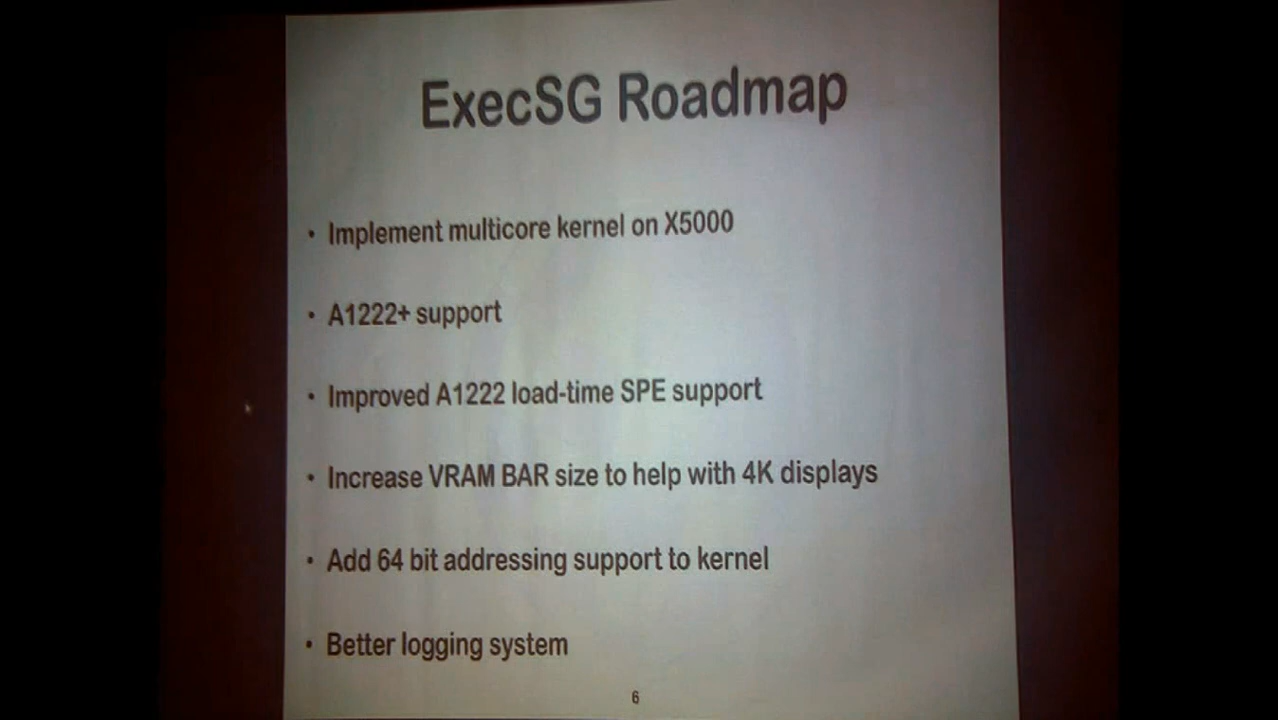 ExecSG Roadmap
• Implement multicore kernel on X5000
• A1222+ support
• Improved A1222 load-time SPE support
• Increase VRAM BAR size to help with 4K displays
• Add 64 bit addressing support to kernel
• Better logging system
6